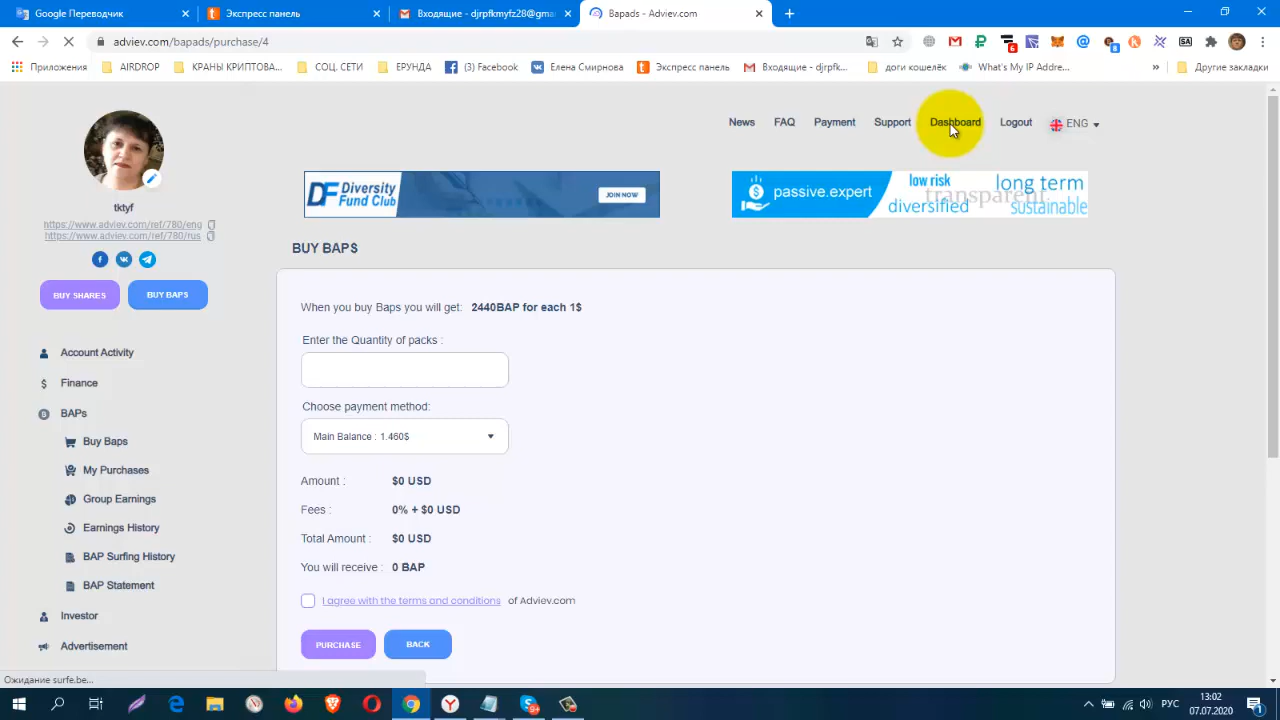 Google Переводчик
Экспресс панель
Входящие - djrpfkmyfz28@gma
Bapads - Adviev.com
adviev.com/bapads/purchase/4
Приложения
AIRDROP
КРАНЫ КРИПТОВА...
СОЦ. СЕТИ
ЕРУНДА
(3) Facebook
Елена Смирнова
Экспресс панель
Входящие - djrpfk...
доги кошелёк
What's My IP Addre...
Другие закладки
News
FAQ
Payment
Support
Dashboard
Logout
ENG
DF Diversity
Fund Club
JOIN NOW
passive.expert
low risk
long term
transparent
diversified
sustainable
tktyf
https://www.adviev.com/ref/780/eng
https://www.adviev.com/ref/780/rus
BUY SHARES
BUY BAPS
Account Activity
Finance
BAPs
Buy Baps
My Purchases
Group Earnings
Earnings History
BAP Surfing History
BAP Statement
Investor
Advertisement
BUY BAPS
When you buy Baps you will get: 2440BAP for each 1$
Enter the Quantity of packs :
Choose payment method:
Main Balance : 1.460$
Amount : $0 USD
Fees : 0% + $0 USD
Total Amount : $0 USD
You will receive : 0 BAP
I agree with the terms and conditions of Adviev.com
PURCHASE
BACK
Ожидание surfe.be...
РУС
13:02
07.07.2020